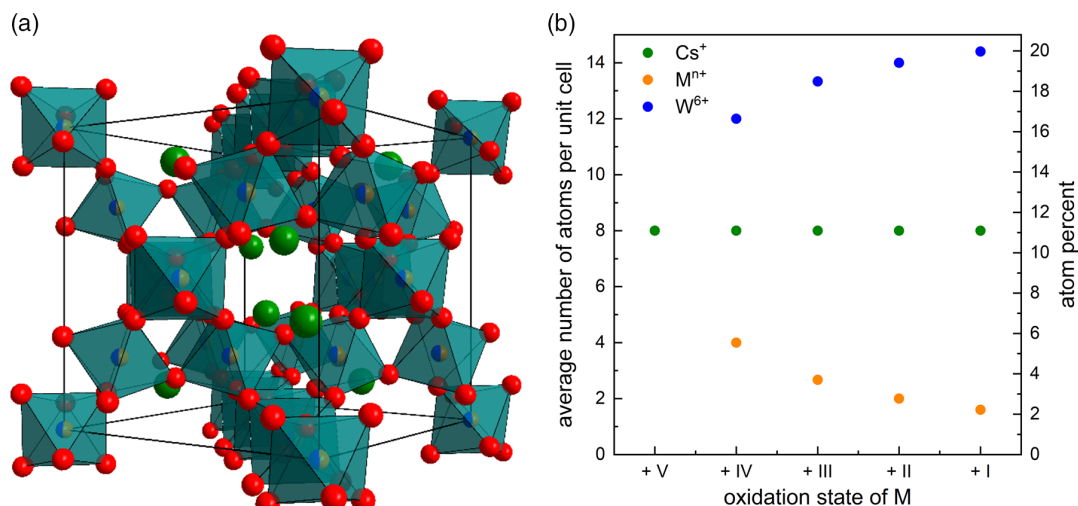 (a)
(b)
average number of atoms per unit cell
14
12
10
8
6
4
2
0
Cs⁺
Mⁿ⁺
W⁶⁺
20
18
16
14
12
10
8
6
4
2
0
atom percent
+ V
+ IV
+ III
+ II
+ I
oxidation state of M